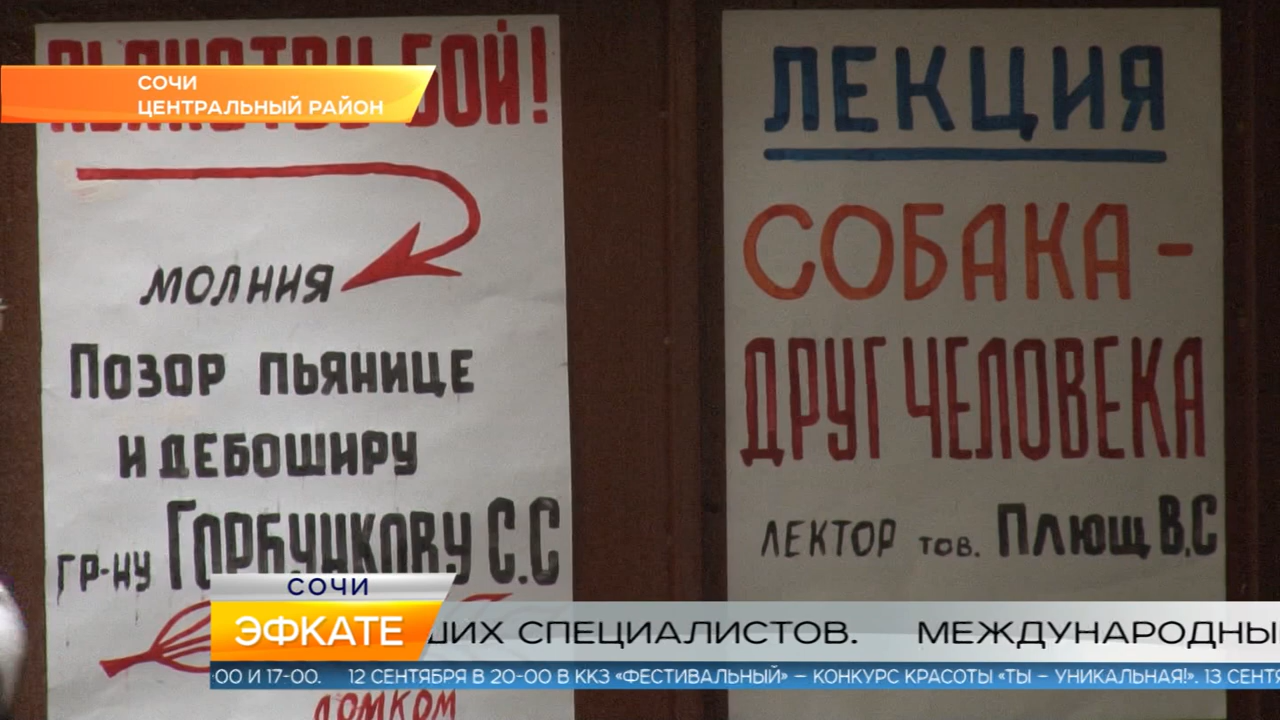 ПЬЯНСТВУ БОЙ!
СОЧИ
ЦЕНТРАЛЬНЫЙ РАЙОН
МОЛНИЯ
ПОЗОР ПЬЯНИЦЕ
И ДЕБОШИРУ
ГР-НУ ГОРБУНКОВУ С.С
ДОМКОМ
ЛЕКЦИЯ
СОБАКА -
ДРУГ ЧЕЛОВЕКА
ЛЕКТОР ТОВ. ПЛЮЩ В.С
СОЧИ
ЭФКАТЕ
ШИХ СПЕЦИАЛИСТОВ. МЕЖДУНАРОДНЫ
:00 И 17-00. 12 СЕНТЯБРЯ В 20-00 В ККЗ «ФЕСТИВАЛЬНЫЙ» – КОНКУРС КРАСОТЫ «ТЫ – УНИКАЛЬНАЯ!». 13 СЕНТЯ